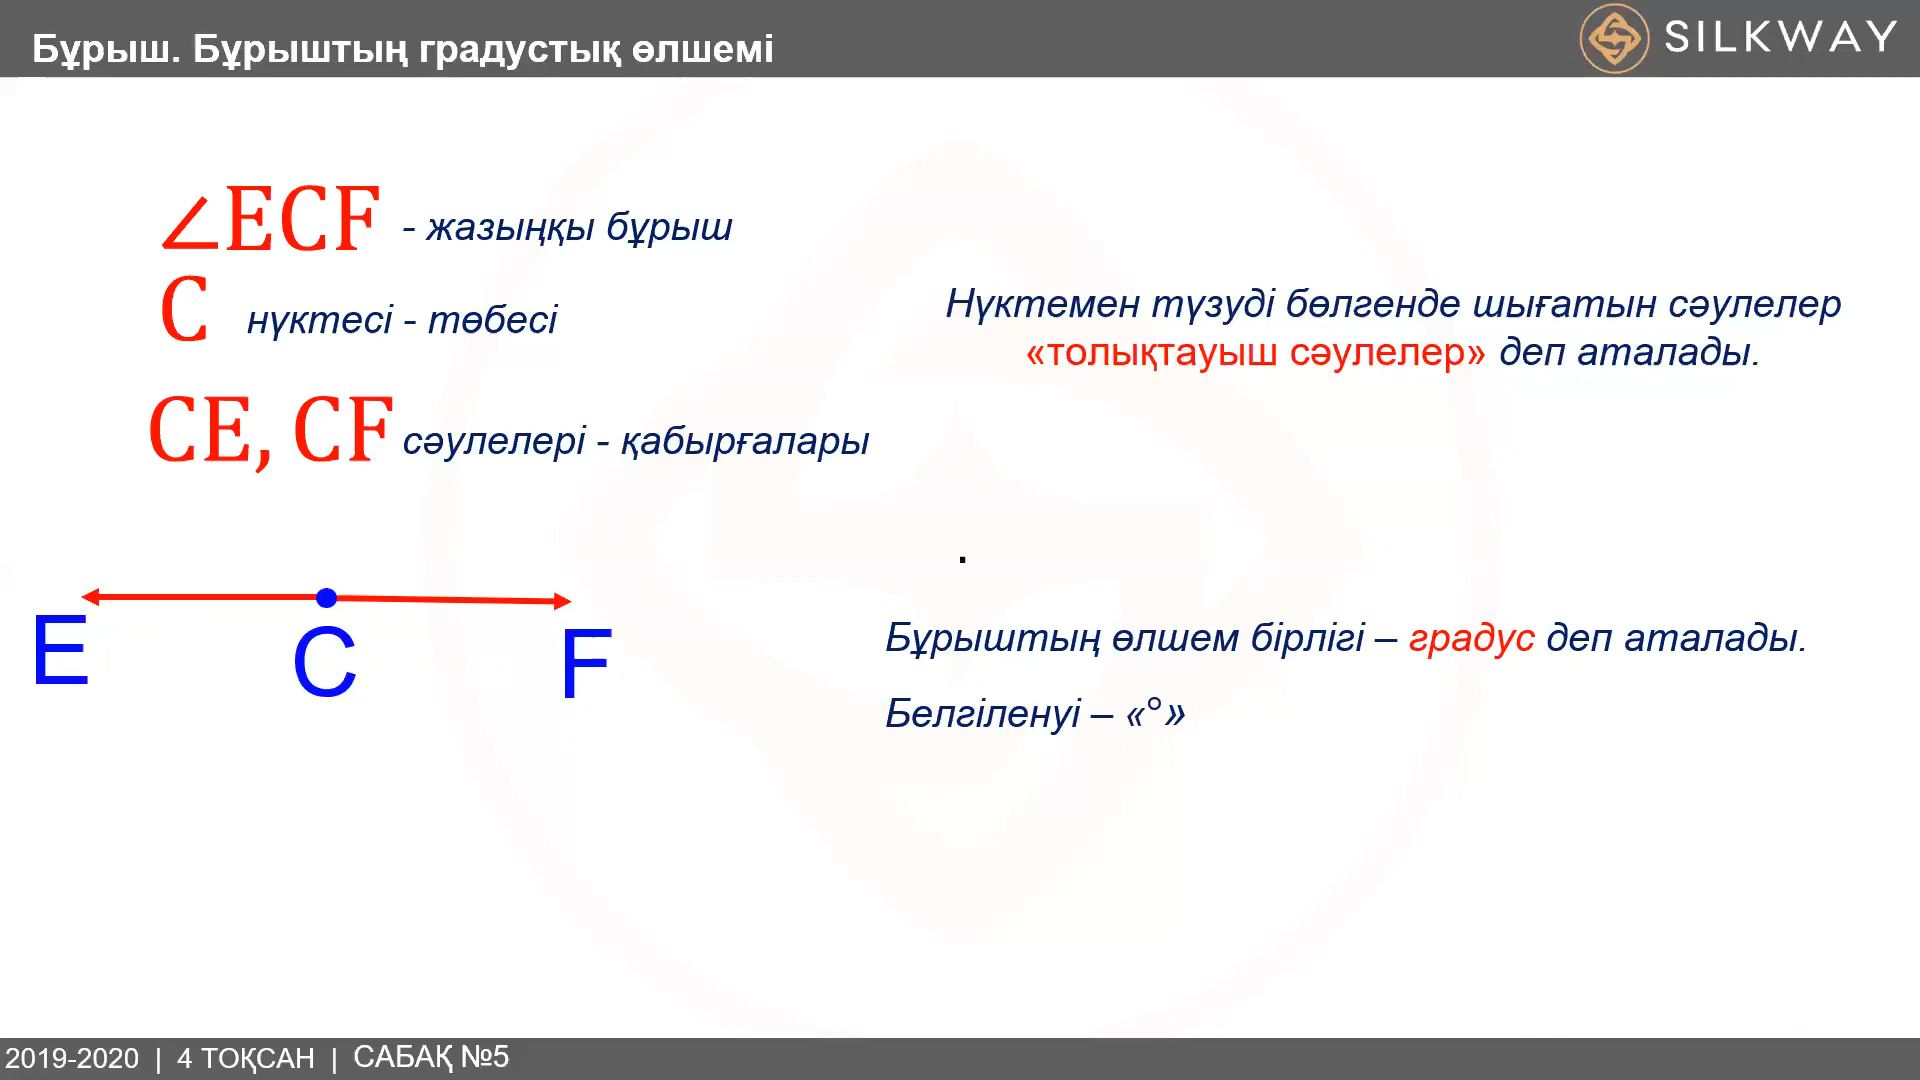 Бұрыш. Бұрыштың градустық өлшемі
SILKWAY
∠ECF - жазыңқы бұрыш
C нүктесі - төбесі
CE, CF сәулелері - қабырғалары
Нүктемен түзуді бөлгенде шығатын сәулелер
«толықтауыш сәулелер» деп аталады.
.
E C F
Бұрыштың өлшем бірлігі – градус деп аталады.
Белгіленуі – «°»
2019-2020 | 4 ТОҚСАН | САБАҚ №5